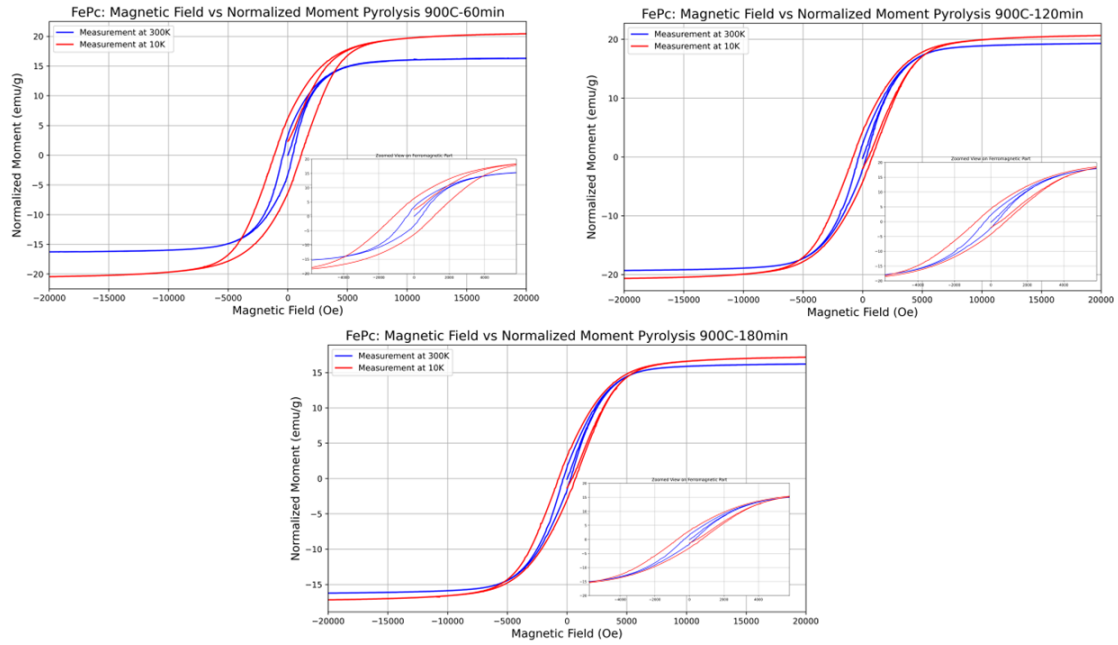 FePc: Magnetic Field vs Normalized Moment Pyrolysis 900C-60min
Measurement at 300K
Measurement at 10K
Normalized Moment (emu/g)
20
15
10
5
0
−5
−10
−15
−20
Zoomed View on Ferromagnetic Part
−20000 −15000 −10000 −5000 0 5000 10000 15000 20000
Magnetic Field (Oe)
FePc: Magnetic Field vs Normalized Moment Pyrolysis 900C-120min
Measurement at 300K
Measurement at 10K
Normalized Moment (emu/g)
20
15
10
5
0
−5
−10
−15
−20
Zoomed View on Ferromagnetic Part
−20000 −15000 −10000 −5000 0 5000 10000 15000 20000
Magnetic Field (Oe)
FePc: Magnetic Field vs Normalized Moment Pyrolysis 900C-180min
Measurement at 300K
Measurement at 10K
Normalized Moment (emu/g)
15
10
5
0
−5
−10
−15
Zoomed View on Ferromagnetic Part
−20000 −15000 −10000 −5000 0 5000 10000 15000 20000
Magnetic Field (Oe)